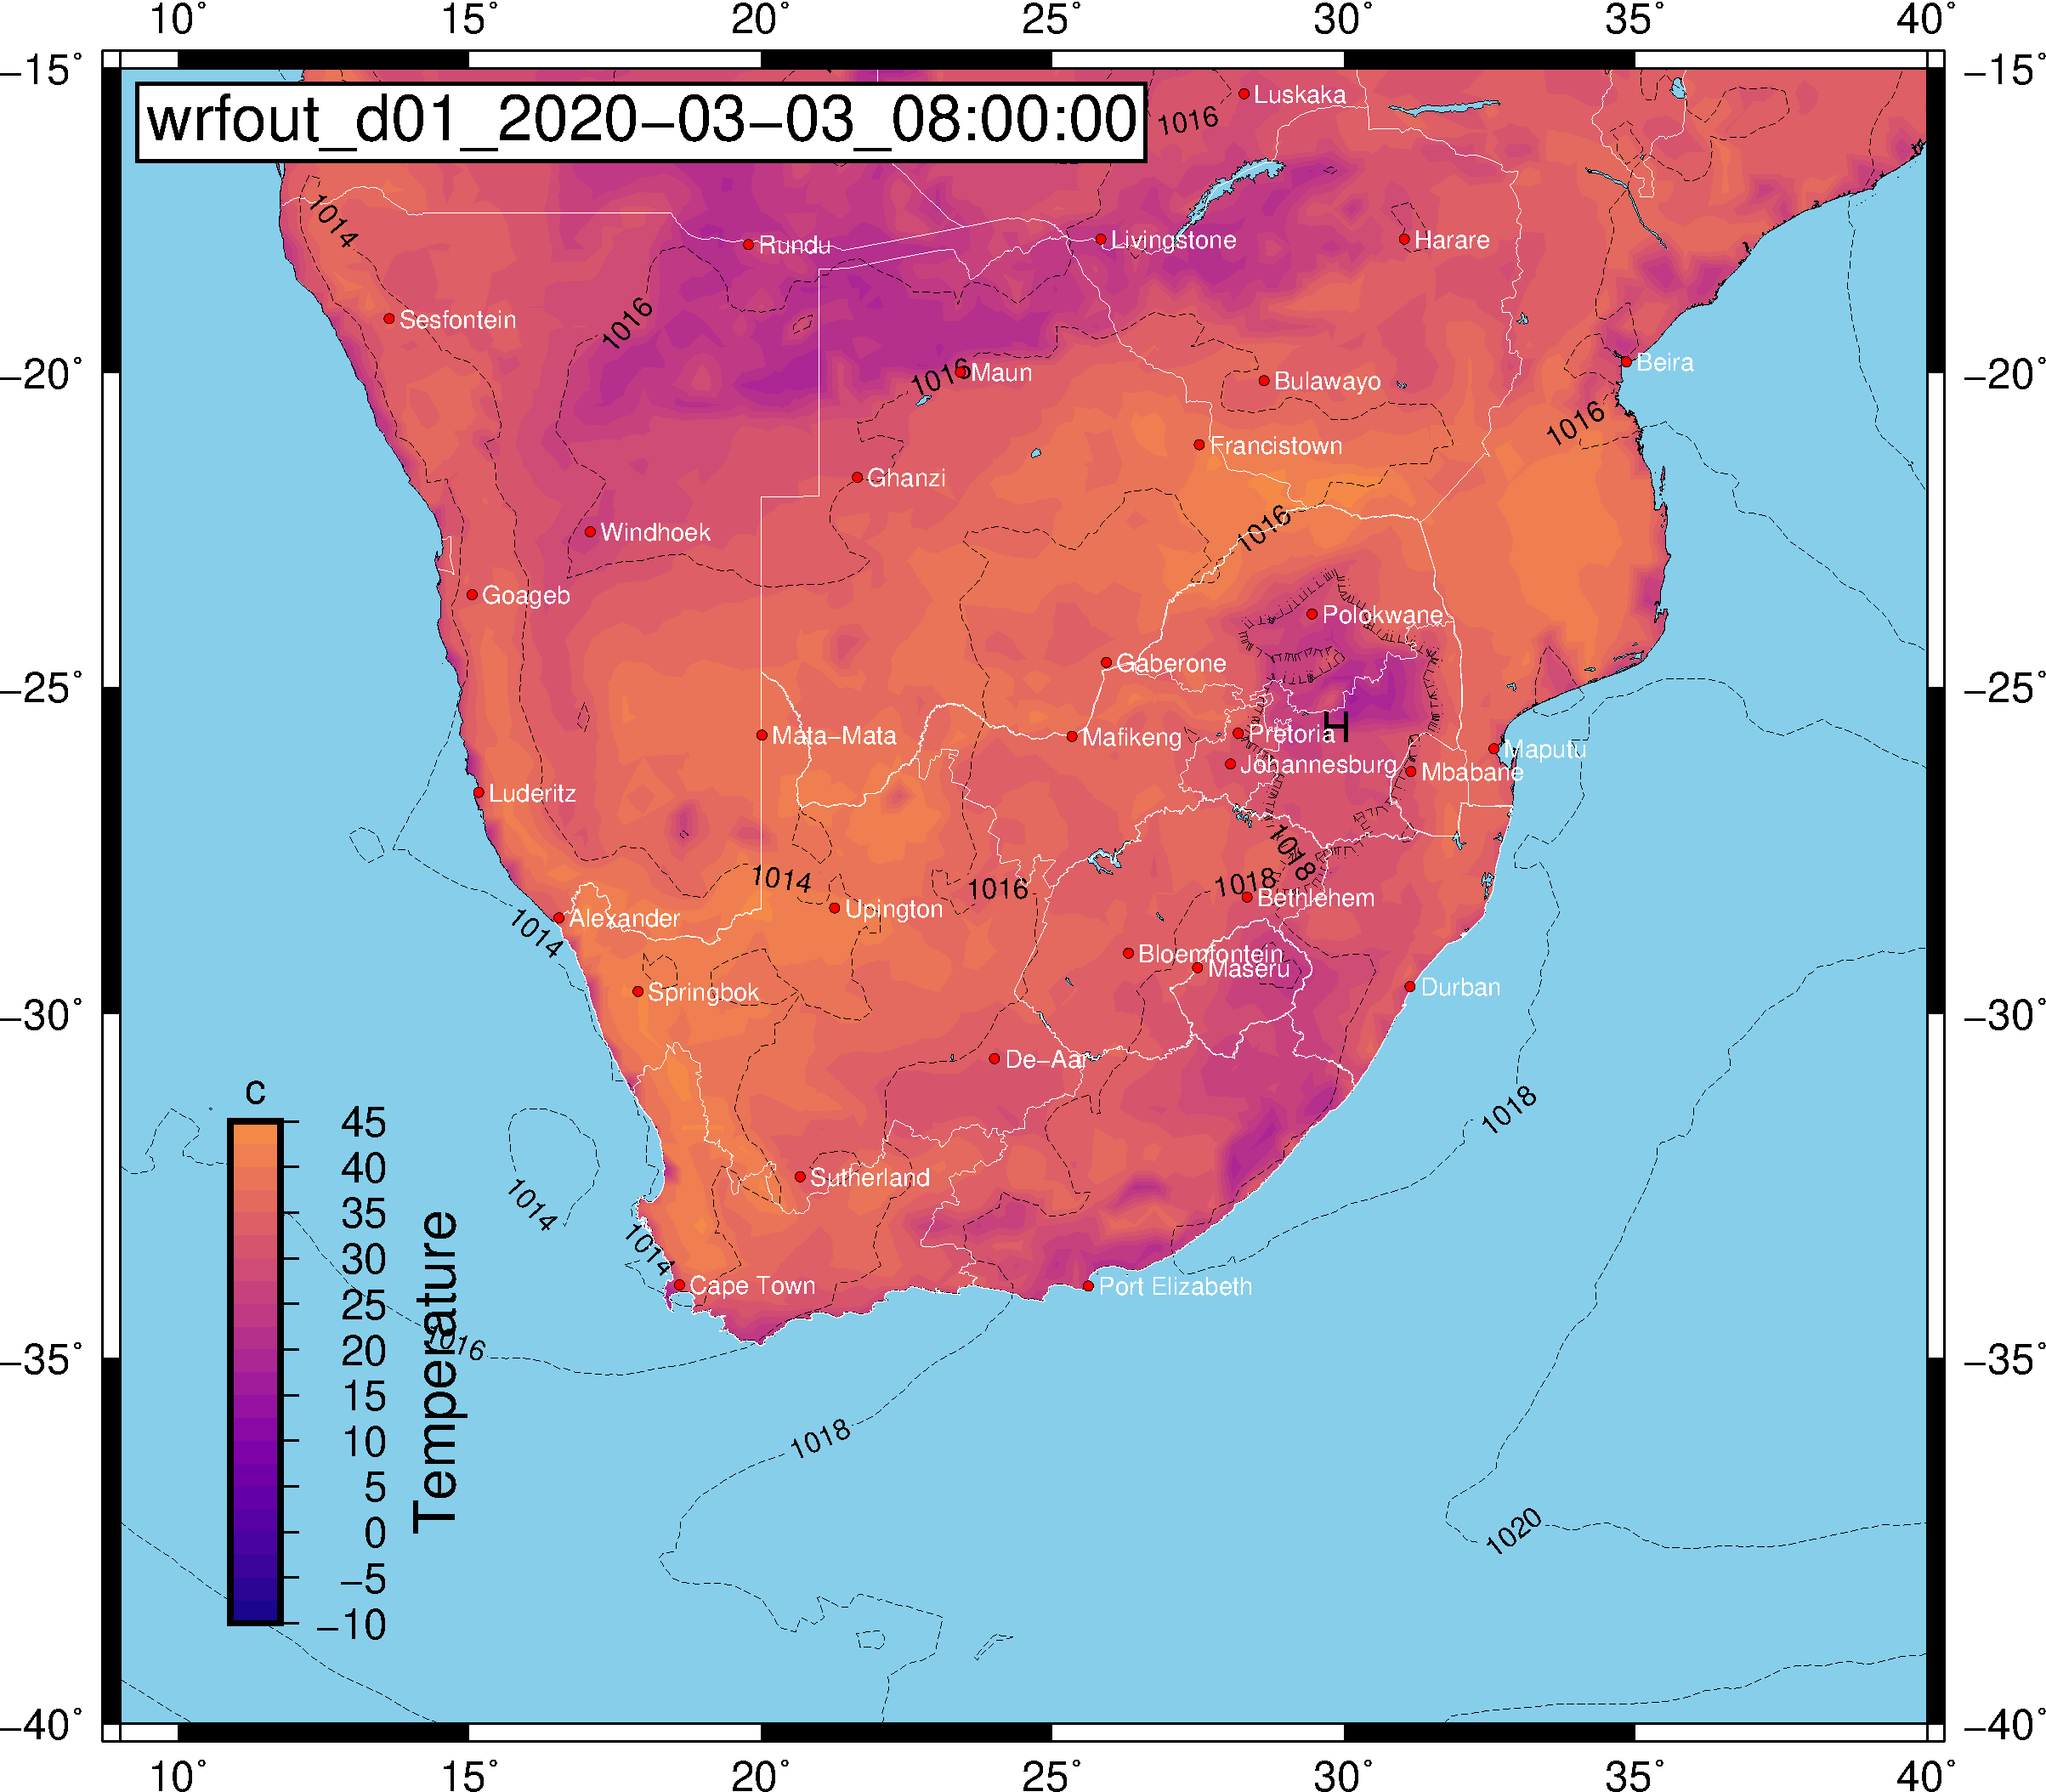 10° 15° 20° 25° 30° 35° 40°
−15° −15°
wrfout_d01_2020−03−03_08:00:00
Luskaka
1016
1014
Rundu
Livingstone
Harare
Sesfontein
1016
1016
Maun
Bulawayo
Beira
−20° −20°
1016
Francistown
Ghanzi
Windhoek
1016
Goageb
Polokwane
Gaberone
−25° −25°
H
Mata−Mata
Mafikeng
Pretoria
Maputu
Johannesburg
Mbabane
Luderitz
1018
1014
1016
1018
Bethlehem
Alexander
Upington
1014
Bloemfontein
Maseru
Springbok
Durban
−30° −30°
De−Aar
1018
Sutherland
1014
1014
Cape Town
Port Elizabeth
1016
−35° −35°
1018
1020
c
45
40
35
30
25
20
15
10
5
0
−5
−10
Temperature
−40° −40°
10° 15° 20° 25° 30° 35° 40°